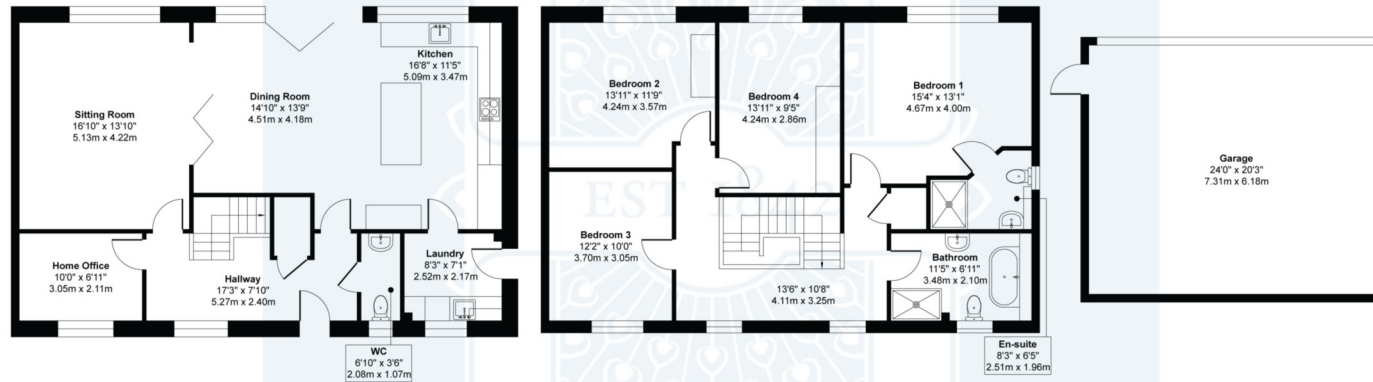 Kitchen
16'8" x 11'5"
5.09m x 3.47m
Dining Room
14'10" x 13'9"
4.51m x 4.18m
Sitting Room
16'10" x 13'10"
5.13m x 4.22m
Home Office
10'0" x 6'11"
3.05m x 2.11m
Hallway
17'3" x 7'10"
5.27m x 2.40m
Laundry
8'3" x 7'1"
2.52m x 2.17m
WC
6'10" x 3'6"
2.08m x 1.07m
Bedroom 2
13'11" x 11'9"
4.24m x 3.57m
Bedroom 4
13'11" x 9'5"
4.24m x 2.86m
Bedroom 1
15'4" x 13'1"
4.67m x 4.00m
EST 1842
Bedroom 3
12'2" x 10'0"
3.70m x 3.05m
13'6" x 10'8"
4.11m x 3.25m
Bathroom
11'5" x 6'11"
3.48m x 2.10m
En-suite
8'3" x 6'5"
2.51m x 1.96m
Garage
24'0" x 20'3"
7.31m x 6.18m